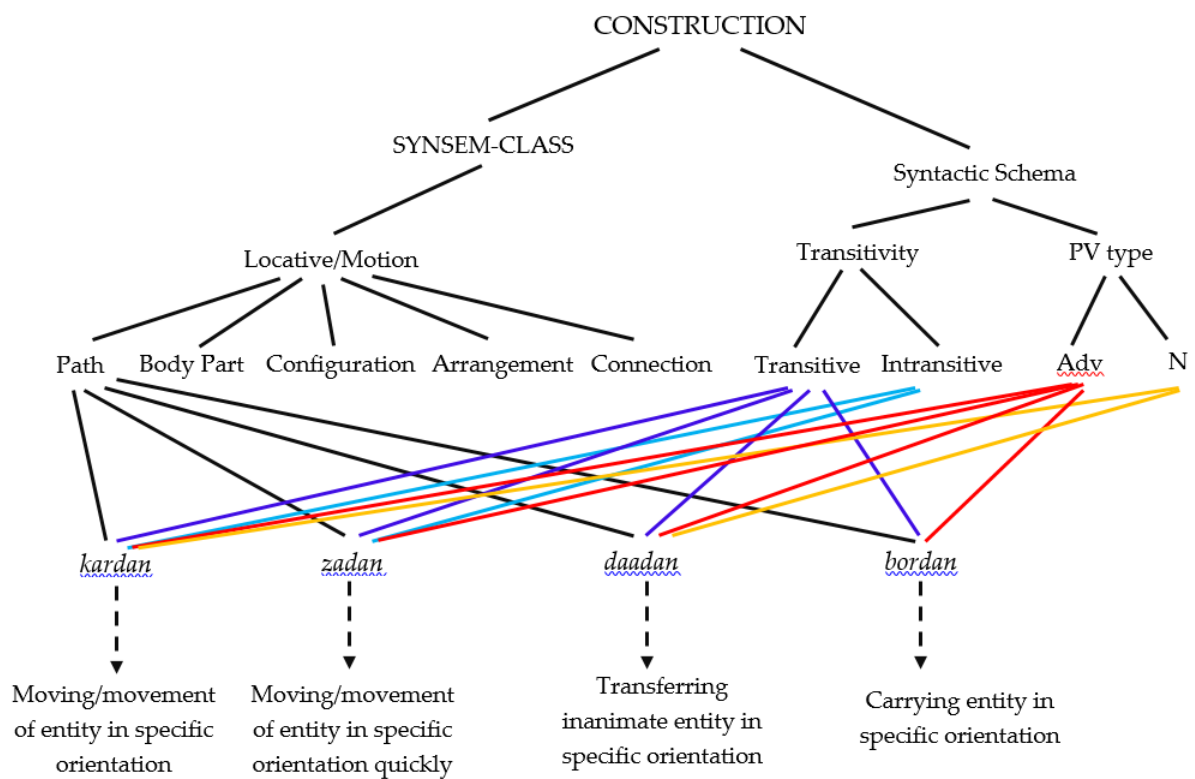 CONSTRUCTION
SYNSEM-CLASS
Syntactic Schema
Locative/Motion
Transitivity
PV type
Path
Body Part
Configuration
Arrangement
Connection
Transitive
Intransitive
Adv
N
kardan
zadan
daadan
bordan
Moving/movement
of entity in specific
orientation
Moving/movement
of entity in specific
orientation quickly
Transferring
inanimate entity in
specific orientation
Carrying entity in
specific orientation